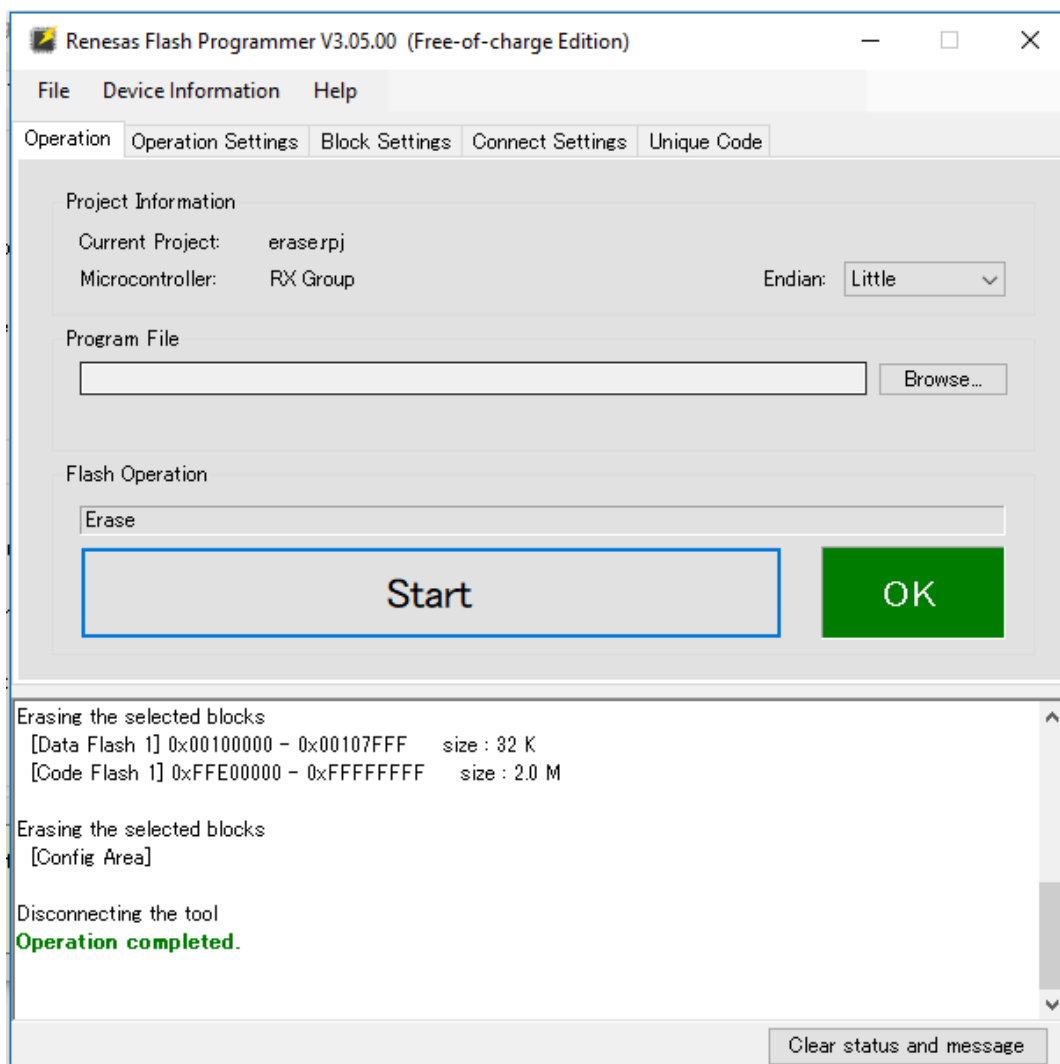 Renesas Flash Programmer V3.05.00 (Free-of-charge Edition)
File Device Information Help
Operation Operation Settings Block Settings Connect Settings Unique Code
Project Information
Current Project: erase.rpj
Microcontroller: RX Group Endian: Little
Program File
Browse...
Flash Operation
Erase
Start OK
Erasing the selected blocks
[Data Flash 1] 0x00100000 - 0x00107FFF size : 32 K
[Code Flash 1] 0xFFE00000 - 0xFFFFFFFF size : 2.0 M
Erasing the selected blocks
[Config Area]
Disconnecting the tool
Operation completed.
Clear status and message